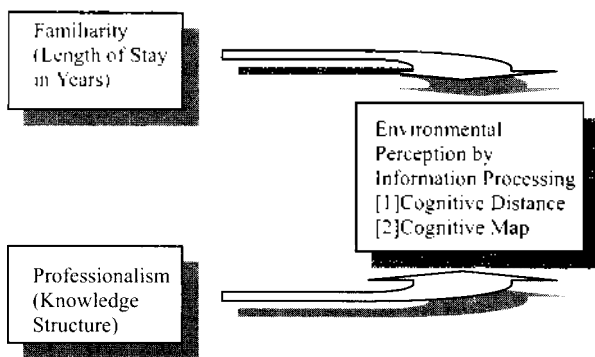 Familiarity
(Length of Stay
in Years)
Environmental
Perception by
Information Processing
[1]Cognitive Distance
[2]Cognitive Map
Professionalism
(Knowledge
Structure)